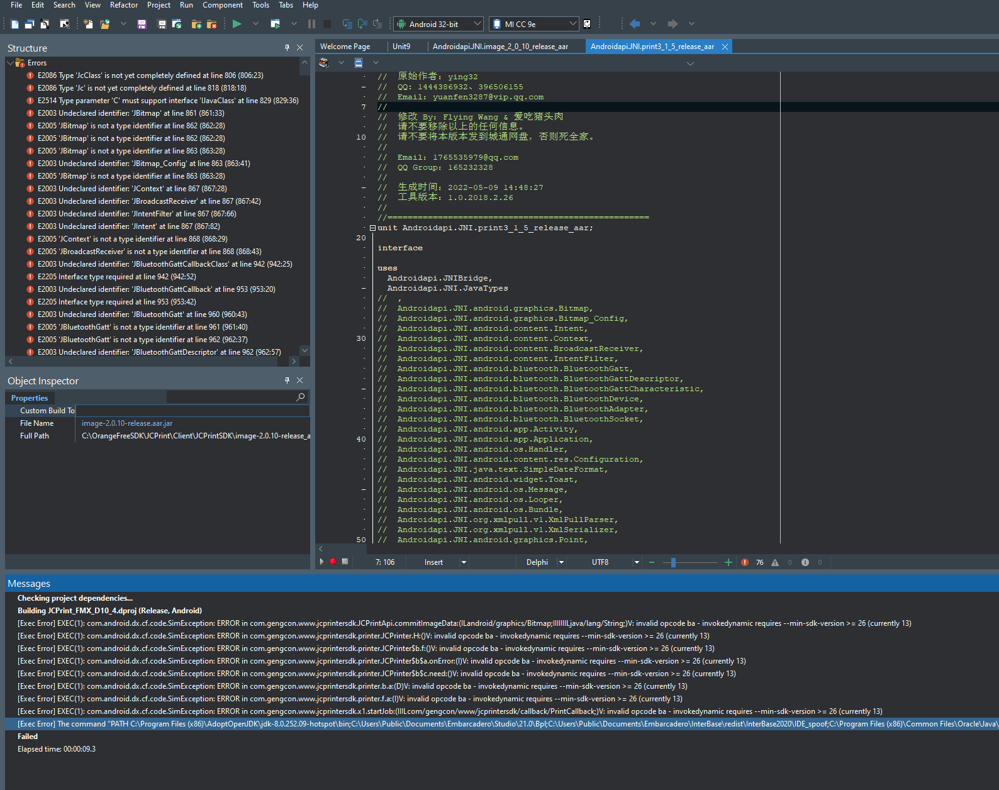 File Edit Search View Refactor Project Run Component Tools Tabs Help
Android 32-bit MI CC 9e
Structure
Errors
E2086 Type 'JcClass' is not yet completely defined at line 806 (806:23)
E2086 Type 'Jc' is not yet completely defined at line 818 (818:18)
E2514 Type parameter 'C' must support interface 'IJavaClass' at line 829 (829:36)
E2003 Undeclared identifier: 'JBitmap' at line 861 (861:33)
E2005 'JBitmap' is not a type identifier at line 862 (862:28)
E2005 'JBitmap' is not a type identifier at line 862 (862:28)
E2005 'JBitmap' is not a type identifier at line 863 (863:28)
E2003 Undeclared identifier: 'JBitmap_Config' at line 863 (863:41)
E2005 'JBitmap' is not a type identifier at line 863 (863:28)
E2003 Undeclared identifier: 'JContext' at line 867 (867:28)
E2003 Undeclared identifier: 'JBroadcastReceiver' at line 867 (867:42)
E2003 Undeclared identifier: 'JIntentFilter' at line 867 (867:66)
E2003 Undeclared identifier: 'JIntent' at line 867 (867:82)
E2005 'JContext' is not a type identifier at line 868 (868:29)
E2005 'JBroadcastReceiver' is not a type identifier at line 868 (868:43)
E2003 Undeclared identifier: 'JBluetoothGattCallbackClass' at line 942 (942:25)
E2205 Interface type required at line 942 (942:52)
E2003 Undeclared identifier: 'JBluetoothGattCallback' at line 953 (953:20)
E2205 Interface type required at line 953 (953:42)
E2003 Undeclared identifier: 'JBluetoothGatt' at line 960 (960:43)
E2005 'JBluetoothGatt' is not a type identifier at line 961 (961:40)
E2005 'JBluetoothGatt' is not a type identifier at line 962 (962:37)
E2003 Undeclared identifier: 'JBluetoothGattDescriptor' at line 962 (962:57)
Object Inspector
Properties
Custom Build To
File Name image-2.0.10-release.aar.jar
Full Path C:\OrangeFreeSDK\JCPrint\Client\JCPrintSDK\image-2.0.10-release_a
Welcome Page Unit9 Androidapi.JNI.image_2_0_10_release_aar Androidapi.JNI.print3_1_5_release_aar
// 原始作者: ying32
// QQ: 1444386932、396506155
// Email: yuanfen3287@vip.qq.com
7 //
// 修改 By: Flying Wang & 爱吃猪头肉
// 请不要移除以上的任何信息。
10 // 请不要将本版本发到城通网盘，否则死全家。
//
// Email: 1765535979@qq.com
// QQ Group: 165232328
//
// 生成时间: 2022-05-09 14:48:27
// 工具版本: 1.0.2018.2.26
//
//====================================================
unit Androidapi.JNI.print3_1_5_release_aar;
20
interface
uses
Androidapi.JNIBridge,
Androidapi.JNI.JavaTypes
// ,
// Androidapi.JNI.android.graphics.Bitmap,
// Androidapi.JNI.android.graphics.Bitmap_Config,
// Androidapi.JNI.android.content.Intent,
30 // Androidapi.JNI.android.content.Context,
// Androidapi.JNI.android.content.BroadcastReceiver,
// Androidapi.JNI.android.content.IntentFilter,
// Androidapi.JNI.android.bluetooth.BluetoothGatt,
// Androidapi.JNI.android.bluetooth.BluetoothGattDescriptor,
// Androidapi.JNI.android.bluetooth.BluetoothGattCharacteristic,
// Androidapi.JNI.android.bluetooth.BluetoothDevice,
// Androidapi.JNI.android.bluetooth.BluetoothAdapter,
// Androidapi.JNI.android.bluetooth.BluetoothSocket,
// Androidapi.JNI.android.app.Activity,
40 // Androidapi.JNI.android.app.Application,
// Androidapi.JNI.android.os.Handler,
// Androidapi.JNI.android.content.res.Configuration,
// Androidapi.JNI.java.text.SimpleDateFormat,
// Androidapi.JNI.android.widget.Toast,
// Androidapi.JNI.android.os.Message,
// Androidapi.JNI.android.os.Looper,
// Androidapi.JNI.android.os.Bundle,
// Androidapi.JNI.org.xmlpull.v1.XmlPullParser,
// Androidapi.JNI.org.xmlpull.v1.XmlSerializer,
50 // Androidapi.JNI.android.graphics.Point,
7: 106 Insert Delphi UTF8 76 0 0
Messages
Checking project dependencies...
Building JCPrint_FMX_D10_4.dproj (Release, Android)
[Exec Error] EXEC(1): com.android.dx.cf.code.SimException: ERROR in com.gengcon.www.jcprintersdk.JCPrintApi.commitImageData:(ILandroid/graphics/Bitmap;IIIIIIILjava/lang/String;)V: invalid opcode ba - invokedynamic requires --min-sdk-version >= 26 (currently 13)
[Exec Error] EXEC(1): com.android.dx.cf.code.SimException: ERROR in com.gengcon.www.jcprintersdk.printer.JCPrinter.H:()V: invalid opcode ba - invokedynamic requires --min-sdk-version >= 26 (currently 13)
[Exec Error] EXEC(1): com.android.dx.cf.code.SimException: ERROR in com.gengcon.www.jcprintersdk.printer.JCPrinter$b.f:()V: invalid opcode ba - invokedynamic requires --min-sdk-version >= 26 (currently 13)
[Exec Error] EXEC(1): com.android.dx.cf.code.SimException: ERROR in com.gengcon.www.jcprintersdk.printer.JCPrinter$b$a.onError:(I)V: invalid opcode ba - invokedynamic requires --min-sdk-version >= 26 (currently 13)
[Exec Error] EXEC(1): com.android.dx.cf.code.SimException: ERROR in com.gengcon.www.jcprintersdk.printer.JCPrinter$b$c.need:()V: invalid opcode ba - invokedynamic requires --min-sdk-version >= 26 (currently 13)
[Exec Error] EXEC(1): com.android.dx.cf.code.SimException: ERROR in com.gengcon.www.jcprintersdk.printer.b.a:(D)V: invalid opcode ba - invokedynamic requires --min-sdk-version >= 26 (currently 13)
[Exec Error] EXEC(1): com.android.dx.cf.code.SimException: ERROR in com.gengcon.www.jcprintersdk.printer.f.a:(I)V: invalid opcode ba - invokedynamic requires --min-sdk-version >= 26 (currently 13)
[Exec Error] EXEC(1): com.android.dx.cf.code.SimException: ERROR in com.gengcon.www.jcprintersdk.x1.startJob:(IIILcom/gengcon/www/jcprintersdk/callback/PrintCallback;)V: invalid opcode ba - invokedynamic requires --min-sdk-version >= 26 (currently 13)
[Exec Error] The command "PATH C:\Program Files (x86)\AdoptOpenJDK\jdk-8.0.252.09-hotspot\bin;C:\Users\Public\Documents\Embarcadero\Studio\21.0\Bpl;C:\Users\Public\Documents\Embarcadero\InterBase\redist\InterBase2020\IDE_spoof;C:\Program Files (x86)\Common Files\Oracle\Java\
Failed
Elapsed time: 00:00:09.3